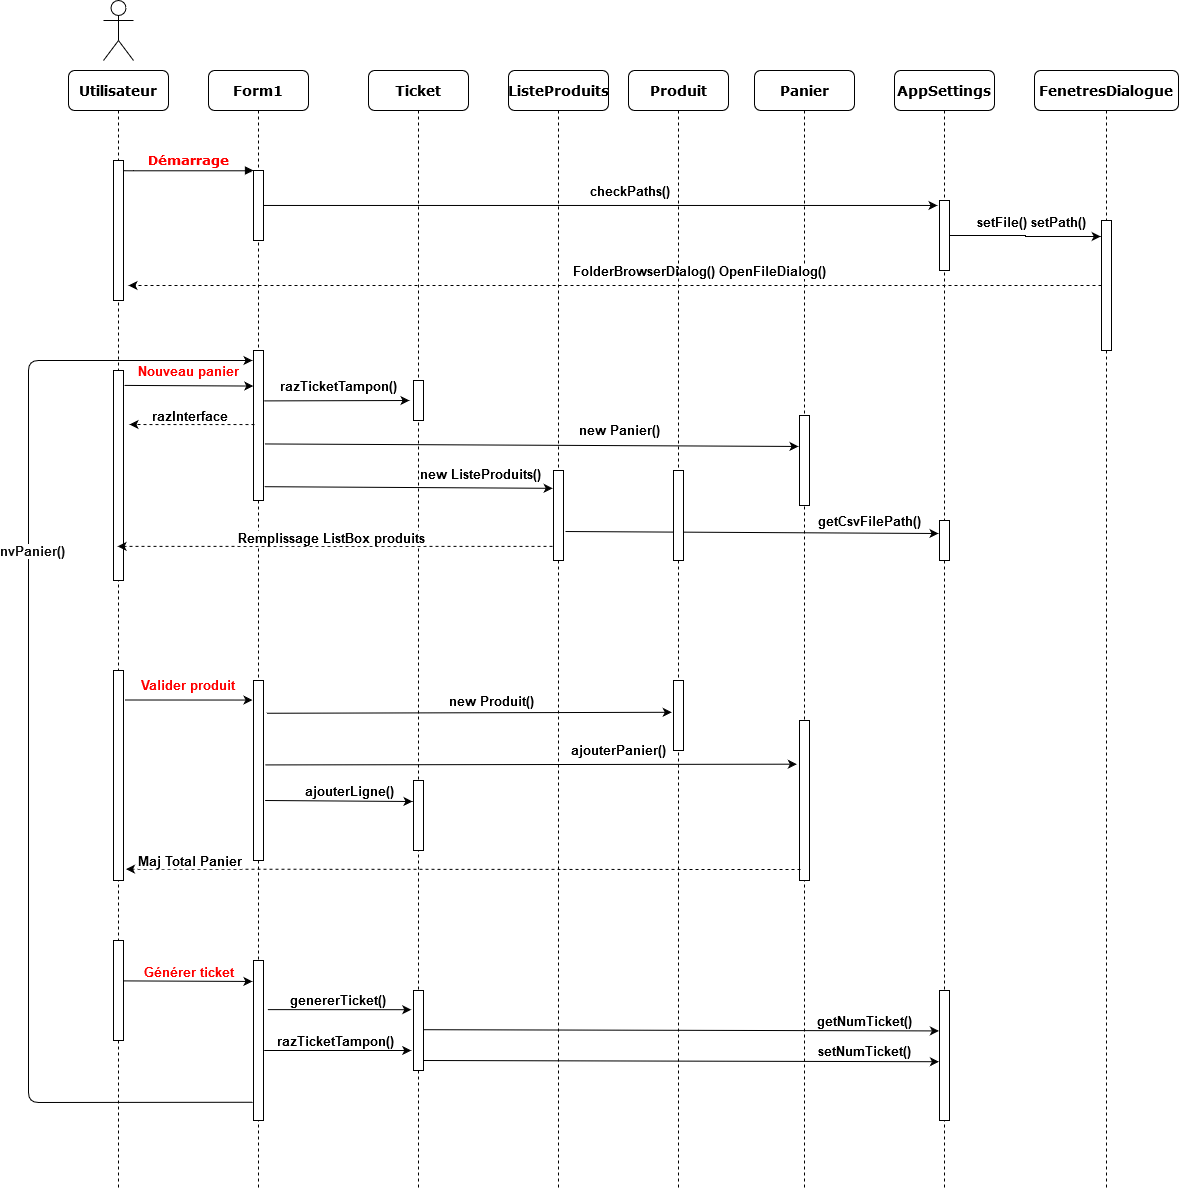 Utilisateur
Form1
Ticket
ListeProduits
Produit
Panier
AppSettings
FenetresDialogue
Démarrage
checkPaths()
setFile() setPath()
FolderBrowserDialog() OpenFileDialog()
Nouveau panier
razTicketTampon()
razInterface
new Panier()
new ListeProduits()
getCsvFilePath()
Remplissage ListBox produits
nvPanier()
Valider produit
new Produit()
ajouterPanier()
ajouterLigne()
Maj Total Panier
Générer ticket
genererTicket()
getNumTicket()
razTicketTampon()
setNumTicket()